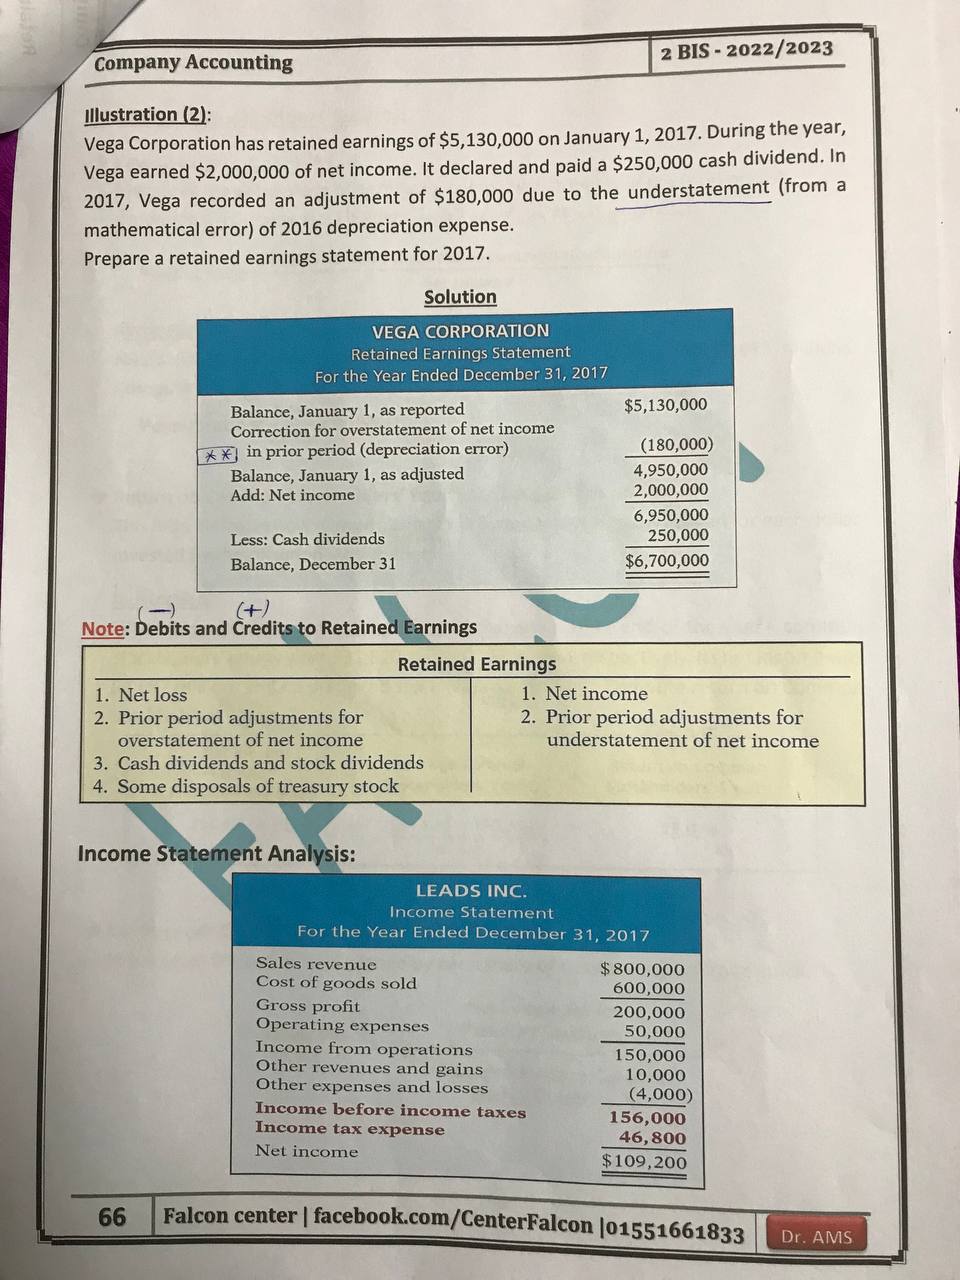 Company Accounting
2 BIS - 2022/2023
Illustration (2):
Vega Corporation has retained earnings of $5,130,000 on January 1, 2017. During the year,
Vega earned $2,000,000 of net income. It declared and paid a $250,000 cash dividend. In
2017, Vega recorded an adjustment of $180,000 due to the understatement (from a
mathematical error) of 2016 depreciation expense.
Prepare a retained earnings statement for 2017.
Solution
VEGA CORPORATION
Retained Earnings Statement
For the Year Ended December 31, 2017
Balance, January 1, as reported $5,130,000
Correction for overstatement of net income
** in prior period (depreciation error) (180,000)
Balance, January 1, as adjusted 4,950,000
Add: Net income 2,000,000
6,950,000
Less: Cash dividends 250,000
Balance, December 31 $6,700,000
(-) (+)
Note: Debits and Credits to Retained Earnings
Retained Earnings
1. Net loss
2. Prior period adjustments for
overstatement of net income
3. Cash dividends and stock dividends
4. Some disposals of treasury stock
1. Net income
2. Prior period adjustments for
understatement of net income
Income Statement Analysis:
LEADS INC.
Income Statement
For the Year Ended December 31, 2017
Sales revenue $800,000
Cost of goods sold 600,000
Gross profit 200,000
Operating expenses 50,000
Income from operations 150,000
Other revenues and gains 10,000
Other expenses and losses (4,000)
Income before income taxes 156,000
Income tax expense 46,800
Net income $109,200
66 Falcon center | facebook.com/CenterFalcon |01551661833 Dr. AMS